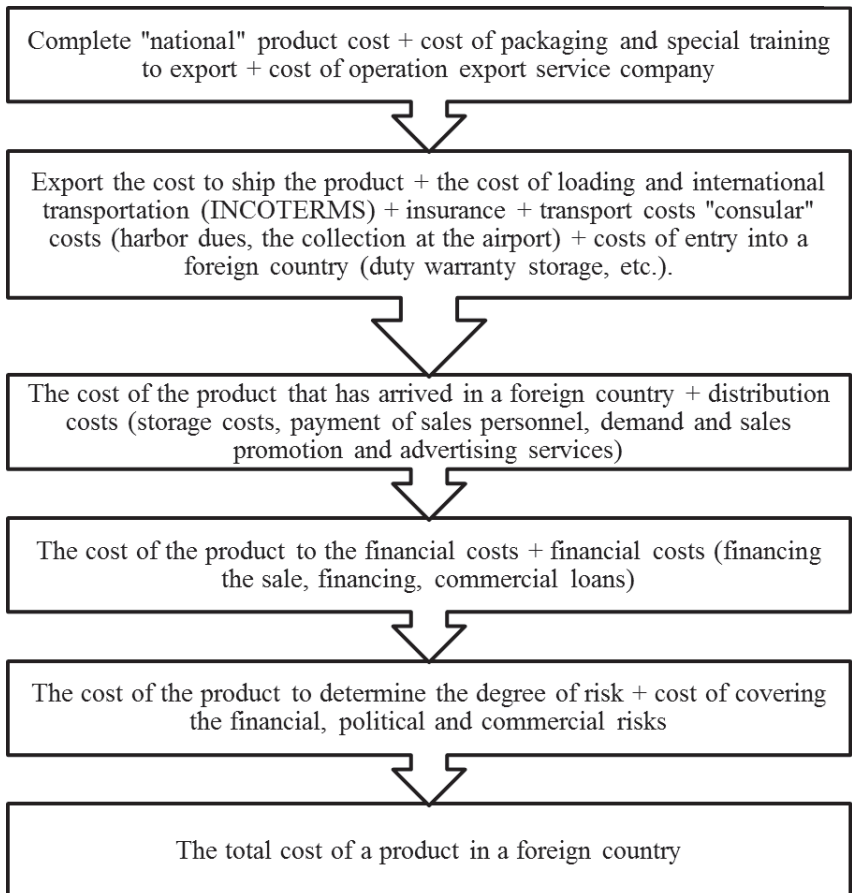 Complete "national" product cost + cost of packaging and special training
to export + cost of operation export service company
Export the cost to ship the product + the cost of loading and international
transportation (INCOTERMS) + insurance + transport costs "consular"
costs (harbor dues, the collection at the airport) + costs of entry into a
foreign country (duty warranty storage, etc.).
The cost of the product that has arrived in a foreign country + distribution
costs (storage costs, payment of sales personnel, demand and sales
promotion and advertising services)
The cost of the product to the financial costs + financial costs (financing
the sale, financing, commercial loans)
The cost of the product to determine the degree of risk + cost of covering
the financial, political and commercial risks
The total cost of a product in a foreign country